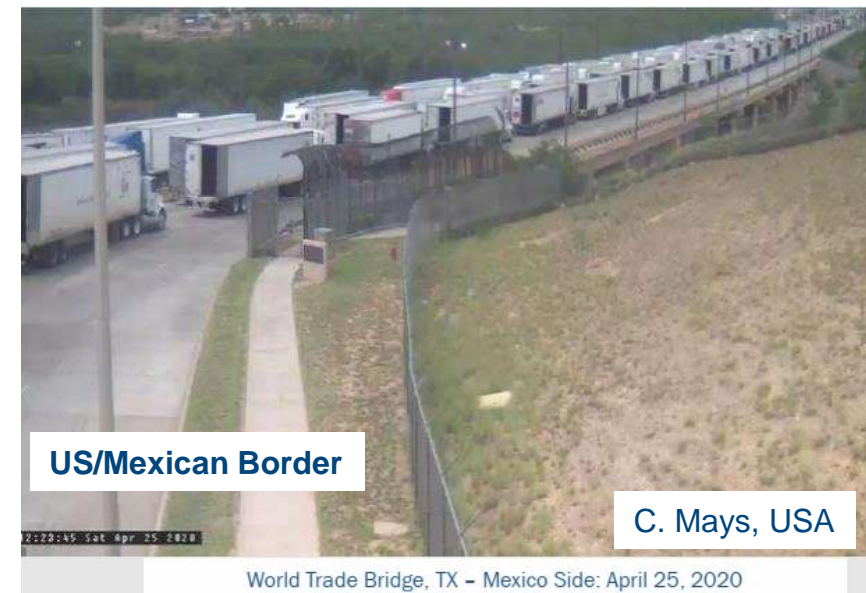 US/Mexican Border
C. Mays, USA
2:23:45 Sat Apr 25 2020
World Trade Bridge, TX – Mexico Side: April 25, 2020